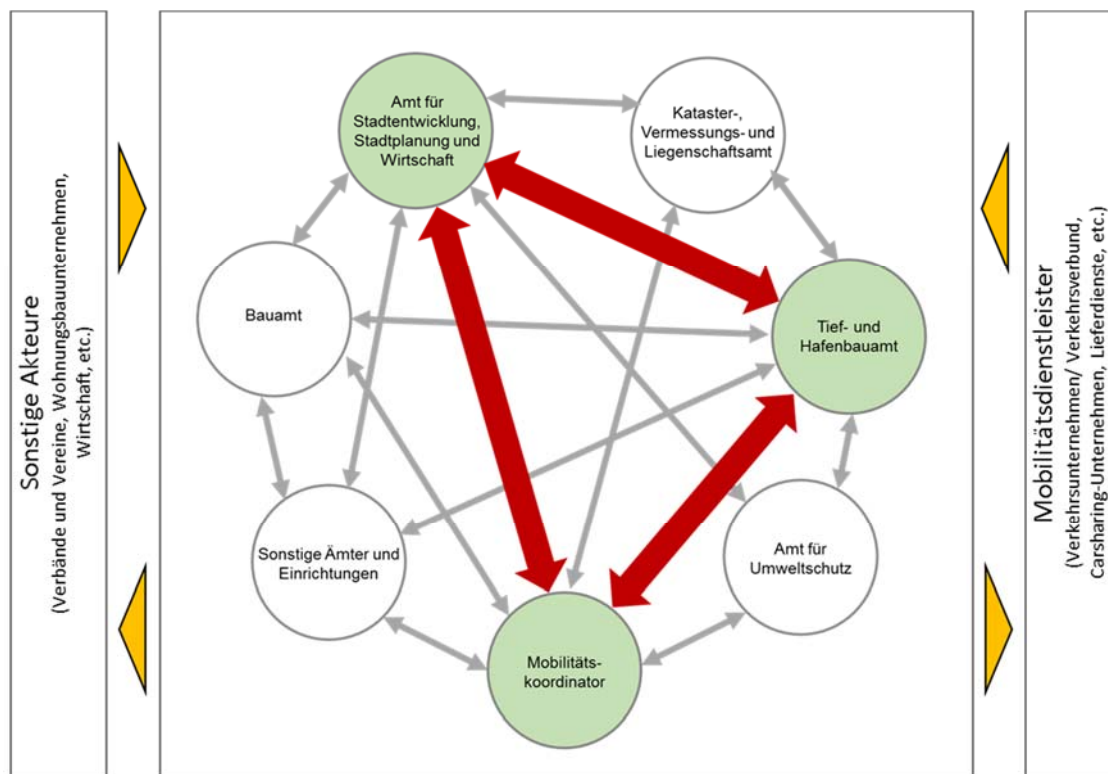 Sonstige Akteure
(Verbände und Vereine, Wohnungsbauunternehmen,
Wirtschaft, etc.)
Amt für
Stadtentwicklung,
Stadtplanung und
Wirtschaft
Kataster-,
Vermessungs- und
Liegenschaftsamt
Bauamt
Tief- und
Hafenbauamt
Sonstige Ämter und
Einrichtungen
Amt für
Umweltschutz
Mobilitäts-
koordinator
Mobilitätsdienstleister
(Verkehrsunternehmen/ Verkehrsverbund,
Carsharing-Unternehmen, Lieferdienste, etc.)